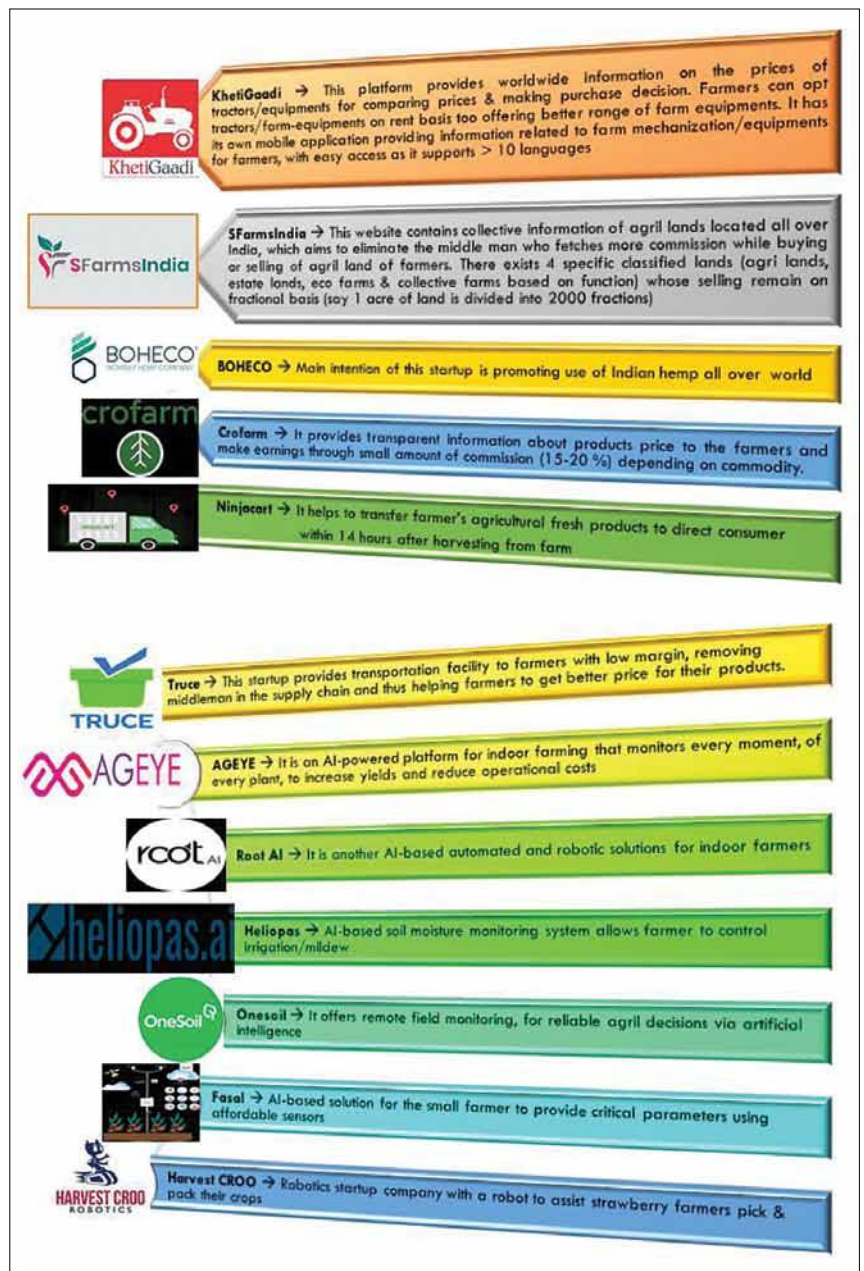 KhetiGaadi → This platform provides worldwide information on the prices of
tractors/equipments for comparing prices & making purchase decision. Farmers can opt
tractors/farm-equipments on rent basis too offering better range of farm equipments. It has
its own mobile application providing information related to farm mechanization/equipments
for farmers, with easy access as it supports > 10 languages
KhetiGaadi
SFarmsIndia → This website contains collective information of agril lands located all over
India, which aims to eliminate the middle man who fetches more commission while buying
or selling of agril land of farmers. There exists 4 specific classified lands (agri lands,
estate lands, eco farms & collective farms based on function) whose selling remain on
fractional basis (say 1 acre of land is divided into 2000 fractions)
SFarmsIndia
BOHECO
BOMBAY HEMP COMPANY
BOHECO → Main intention of this startup is promoting use of Indian hemp all over world
crofarm
Crofarm → It provides transparent information about products price to the farmers and
make earnings through small amount of commission (15-20 %) depending on commodity.
Ninjacart → It helps to transfer farmer's agricultural fresh products to direct consumer
within 14 hours after harvesting from farm
TRUCE
Truce → This startup provides transportation facility to farmers with low margin, removing
middleman in the supply chain and thus helping farmers to get better price for their products.
AGEYE
AGEYE → It is an AI-powered platform for indoor farming that monitors every moment, of
every plant, to increase yields and reduce operational costs
root AI
Root AI → It is another AI-based automated and robotic solutions for indoor farmers
heliopas.ai
Heliopas → AI-based soil moisture monitoring system allows farmer to control
irrigation/mildew
OneSoil
Onesoil → It offers remote field monitoring, for reliable agril decisions via artificial
intelligence
Fasal → AI-based solution for the small farmer to provide critical parameters using
affordable sensors
HARVEST CROO
ROBOTICS
Harvest CROO → Robotics startup company with a robot to assist strawberry farmers pick &
pack their crops